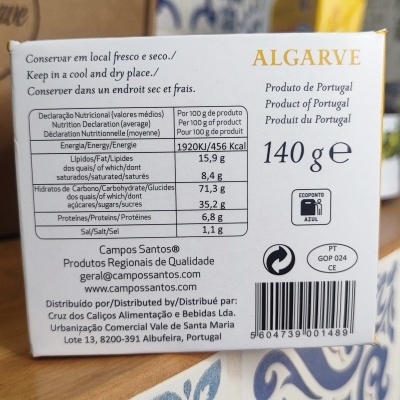 Conservar em local fresco e seco./
Keep in a cool and dry place./
Conserver dans un endroit sec et frais.
ALGARVE
Produto de Portugal
Product of Portugal
Produit du Portugal
140 g e
Declaração Nutricional (valores médios)
Nutrition Declaration (average)
Déclaration Nutritionnelle (moyenne)
Por 100 g de produto
Per 100 g of product
Pour 100 g de produit
Energia/Energy/Energie 1920KJ/456 Kcal
Lípidos/Fat/Lipides 15,9 g
dos quais/ of which/dont
saturados/saturated/saturés 8,4 g
Hidratos de Carbono/Carbohydrate/Glucides 71,3 g
dos quais/ of which/dont
açúcares/sugars/sucres 35,2 g
Proteínas/Proteins/Protéines 6,8 g
Sal/Salt/Sel 1,1 g
ECOPONTO
AZUL
Campos Santos®
Produtos Regionais de Qualidade
geral@campossantos.com
www.campossantos.com
PT
GOP 024
CE
Distribuído por/Distributed by/Distribué par:
Cruz dos Caliços Alimentação e Bebidas Lda.
Urbanização Comercial Vale de Santa Maria
Lote 13, 8200-391 Albufeira, Portugal
5604739001489